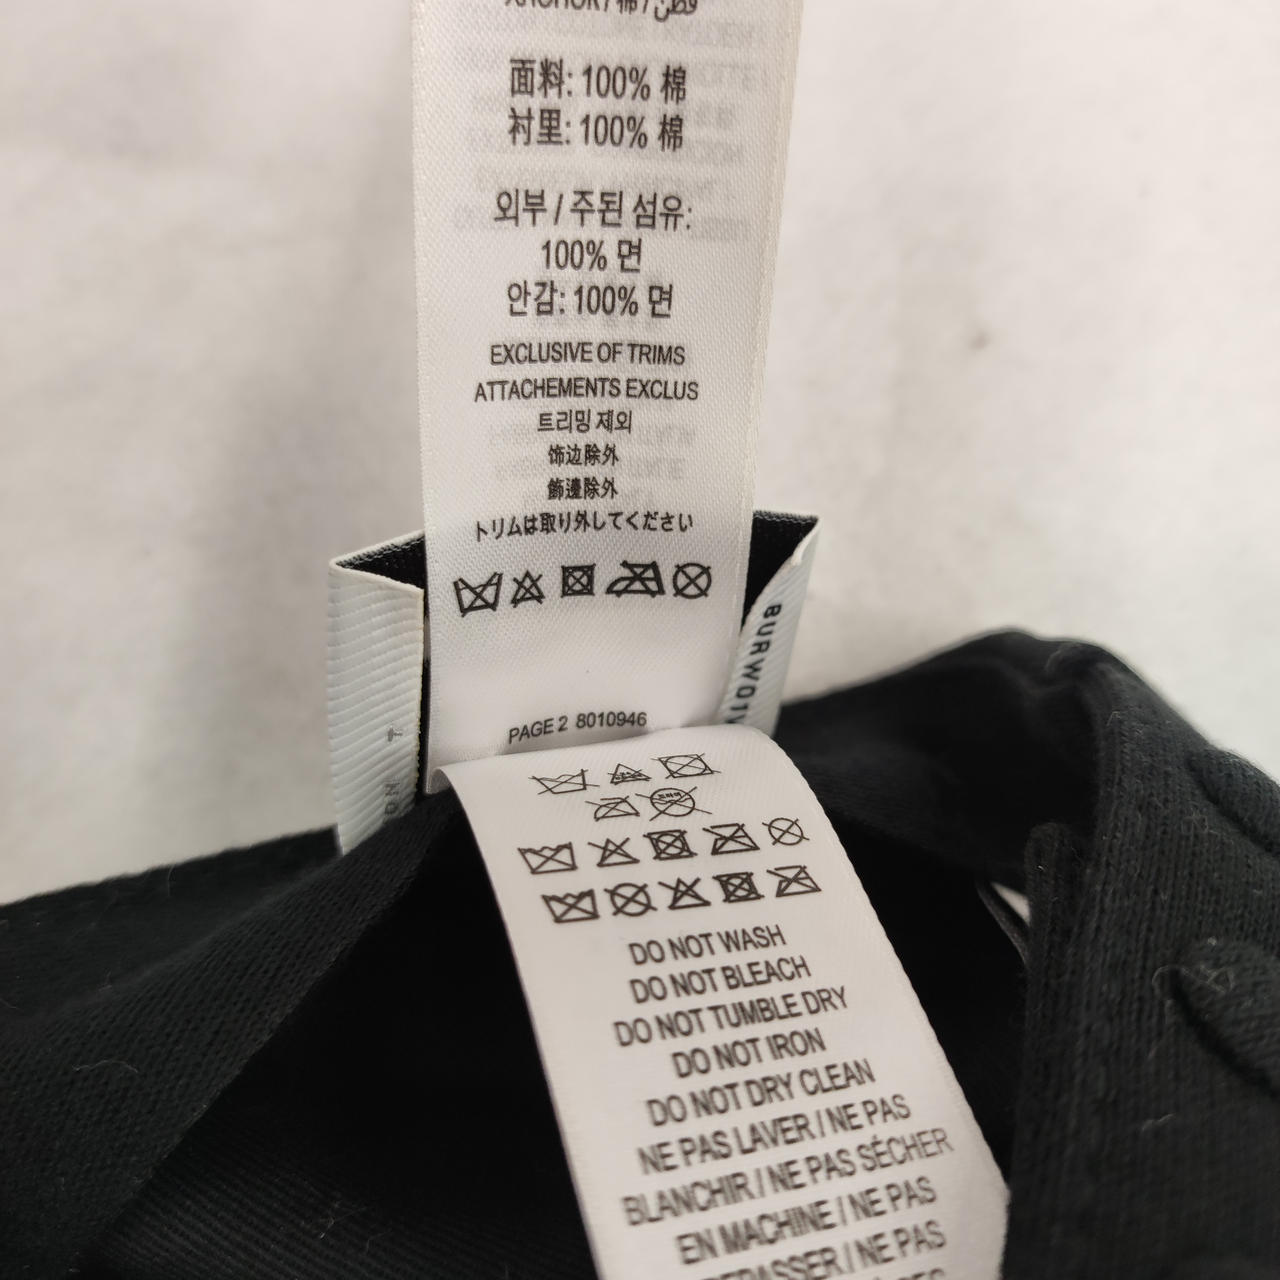 面料: 100% 棉
衬里: 100% 棉
외부 / 주된 섬유:
100% 면
안감: 100% 면
EXCLUSIVE OF TRIMS
ATTACHEMENTS EXCLUS
트리밍 제외
饰边除外
飾邊除外
トリムは取り外してください
PAGE 2 8010946
BURW01
DO NOT WASH
DO NOT BLEACH
DO NOT TUMBLE DRY
DO NOT IRON
DO NOT DRY CLEAN
NE PAS LAVER / NE PAS
BLANCHIR / NE PAS SÉCHER
EN MACHINE / NE PAS
REPASSER / NE PAS